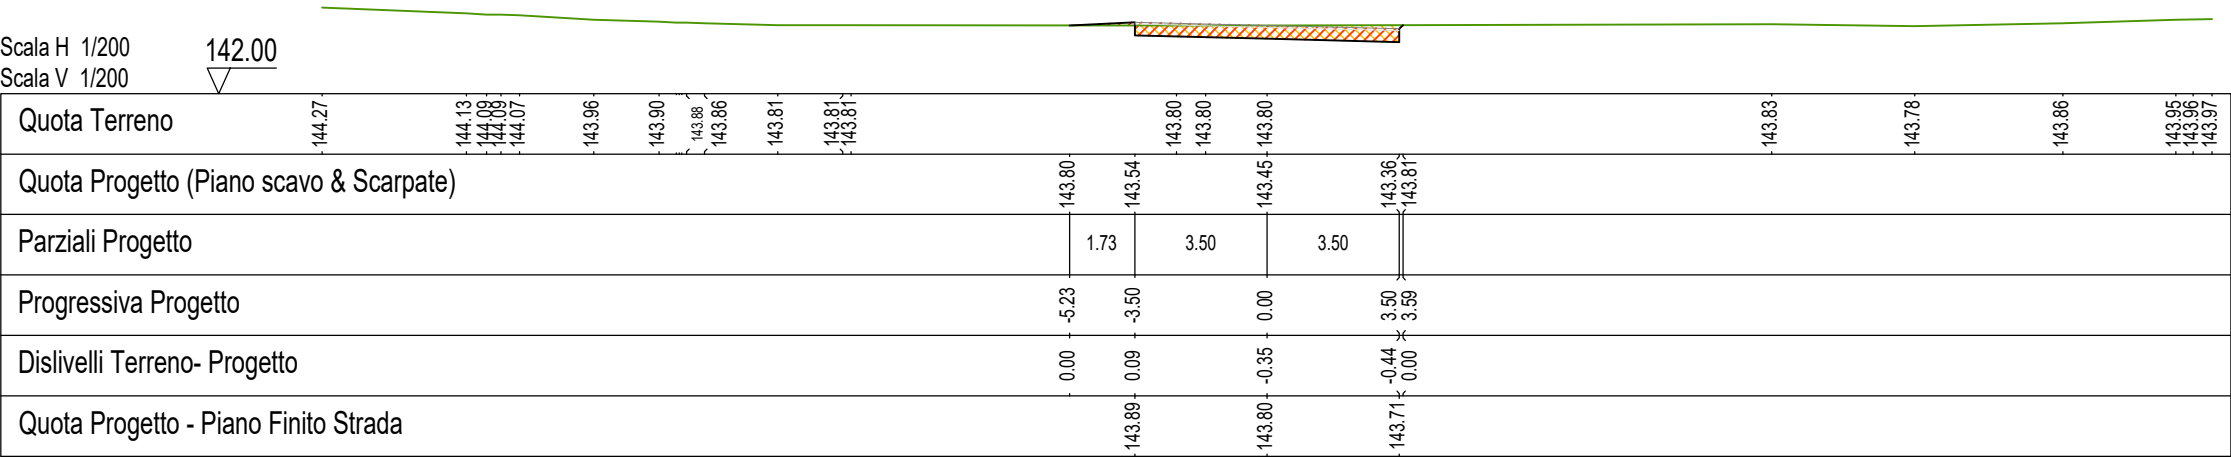 Scala H 1/200
142.00
Scala V 1/200
Quota Terreno 144.27 144.13 144.09 144.09 144.07 143.96 143.90 143.88 143.86 143.81 143.81 143.81 143.80 143.80 143.80 143.83 143.78 143.86 143.95 143.96 143.97
Quota Progetto (Piano scavo & Scarpate) 143.80 143.54 143.45 143.36 143.81
Parziali Progetto 1.73 3.50 3.50
Progressiva Progetto -5.23 -3.50 0.00 3.50 3.59
Dislivelli Terreno- Progetto 0.00 0.09 -0.35 -0.44 0.00
Quota Progetto - Piano Finito Strada 143.89 143.80 143.71